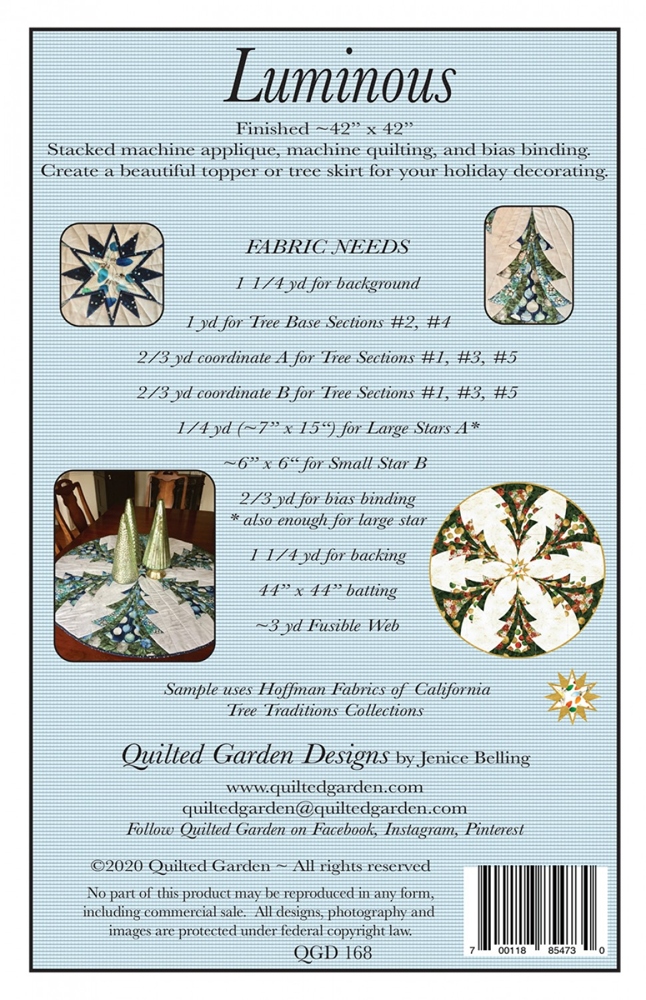 Luminous
Finished ~42” x 42”
Stacked machine applique, machine quilting, and bias binding.
Create a beautiful topper or tree skirt for your holiday decorating.
FABRIC NEEDS
1 1/4 yd for background
1 yd for Tree Base Sections #2, #4
2/3 yd coordinate A for Tree Sections #1, #3, #5
2/3 yd coordinate B for Tree Sections #1, #3, #5
1/4 yd (~7” x 15“) for Large Stars A*
~6” x 6“ for Small Star B
2/3 yd for bias binding
* also enough for large star
1 1/4 yd for backing
44” x 44” batting
~3 yd Fusible Web
Sample uses Hoffman Fabrics of California
Tree Traditions Collections
Quilted Garden Designs by Jenice Belling
www.quiltedgarden.com
quiltedgarden@quiltedgarden.com
Follow Quilted Garden on Facebook, Instagram, Pinterest
©2020 Quilted Garden ~ All rights reserved
No part of this product may be reproduced in any form,
including commercial sale. All designs, photography and
images are protected under federal copyright law.
QGD 168
7 00118 85473 0